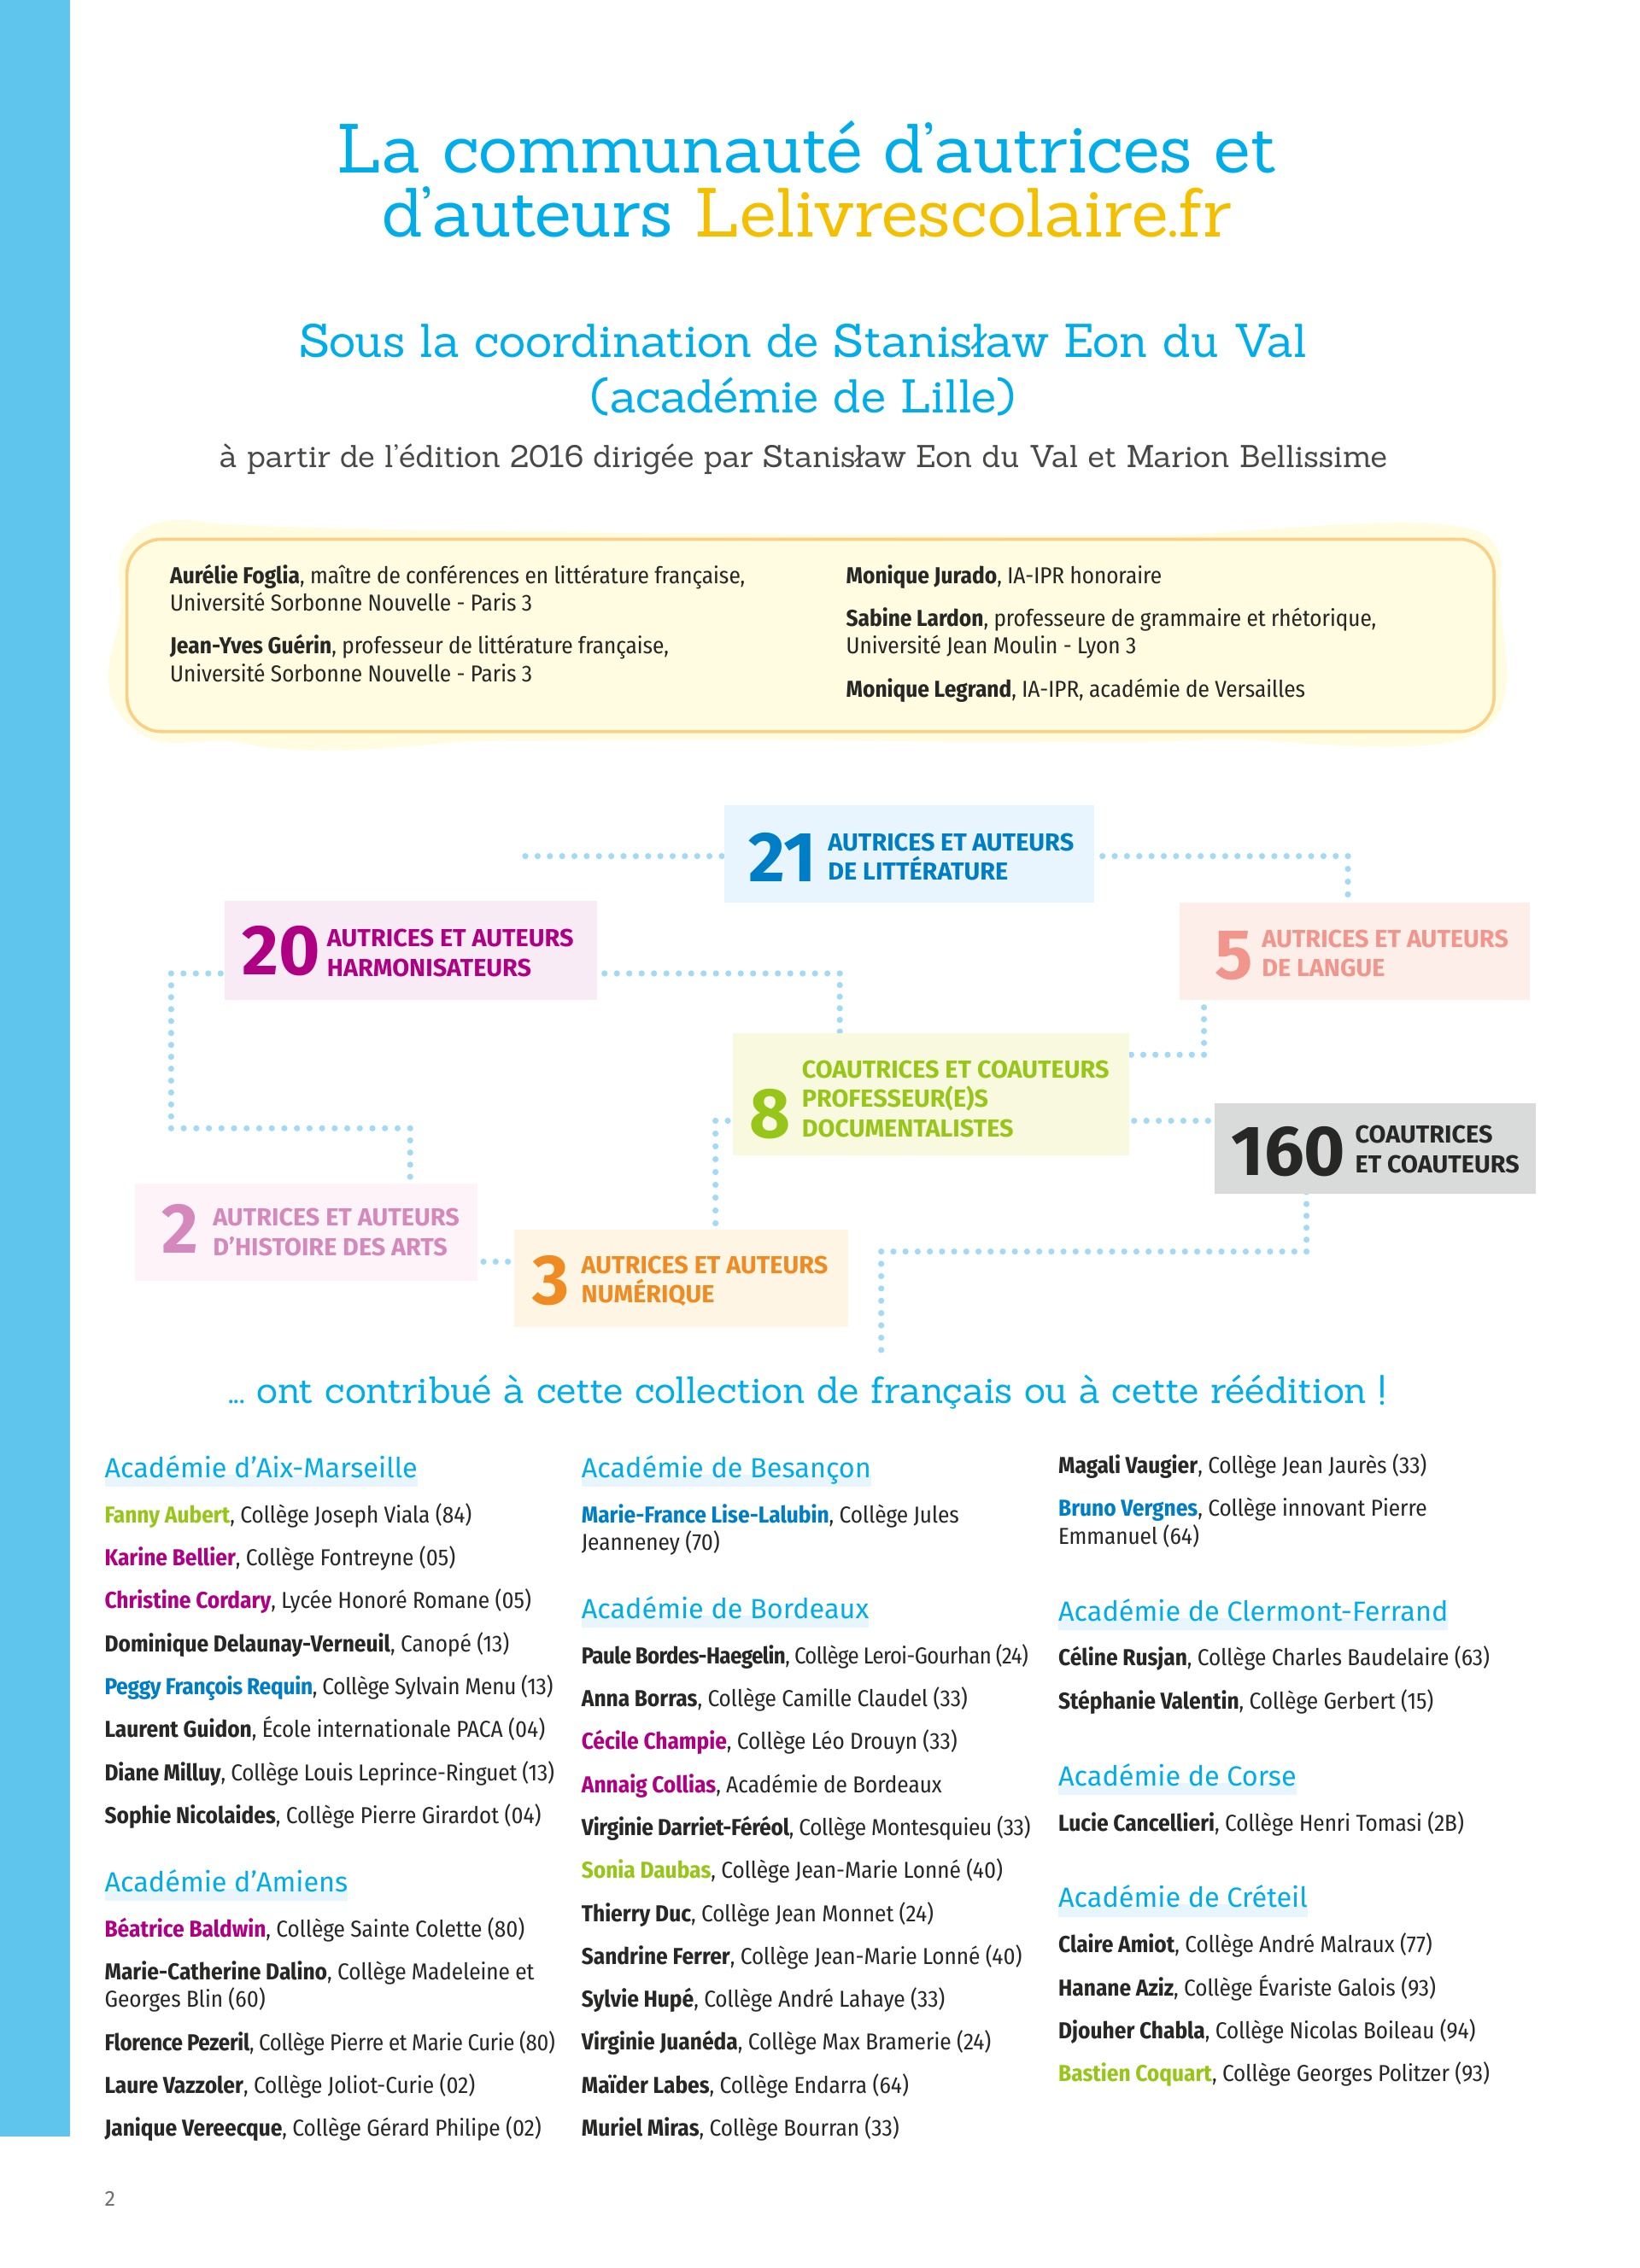 La communauté d'autrices et
d'auteurs Lelivrescolaire.fr
Sous la coordination de Stanisław Eon du Val
(académie de Lille)
à partir de l'édition 2016 dirigée par Stanisław Eon du Val et Marion Bellissime
Aurélie Foglia, maître de conférences en littérature française,
Université Sorbonne Nouvelle - Paris 3
Jean-Yves Guérin, professeur de littérature française,
Université Sorbonne Nouvelle - Paris 3
Monique Jurado, IA-IPR honoraire
Sabine Lardon, professeure de grammaire et rhétorique,
Université Jean Moulin - Lyon 3
Monique Legrand, IA-IPR, académie de Versailles
21 AUTRICES ET AUTEURS
DE LITTÉRATURE
20 AUTRICES ET AUTEURS
HARMONISATEURS
5 AUTRICES ET AUTEURS
DE LANGUE
8 COAUTRICES ET COAUTEURS
PROFESSEUR(E)S
DOCUMENTALISTES
160 COAUTRICES
ET COAUTEURS
2 AUTRICES ET AUTEURS
D'HISTOIRE DES ARTS
3 AUTRICES ET AUTEURS
NUMÉRIQUE
... ont contribué à cette collection de français ou à cette réédition !
Académie d'Aix-Marseille
Fanny Aubert, Collège Joseph Viala (84)
Karine Bellier, Collège Fontreyne (05)
Christine Cordary, Lycée Honoré Romane (05)
Dominique Delaunay-Verneuil, Canopé (13)
Peggy François Requin, Collège Sylvain Menu (13)
Laurent Guidon, École internationale PACA (04)
Diane Milluy, Collège Louis Leprince-Ringuet (13)
Sophie Nicolaides, Collège Pierre Girardot (04)
Académie d'Amiens
Béatrice Baldwin, Collège Sainte Colette (80)
Marie-Catherine Dalino, Collège Madeleine et
Georges Blin (60)
Florence Pezeril, Collège Pierre et Marie Curie (80)
Laure Vazzoler, Collège Joliot-Curie (02)
Janique Vereecque, Collège Gérard Philipe (02)
Académie de Besançon
Marie-France Lise-Lalubin, Collège Jules
Jeanneney (70)
Académie de Bordeaux
Paule Bordes-Haegelin, Collège Leroi-Gourhan (24)
Anna Borras, Collège Camille Claudel (33)
Cécile Champie, Collège Léo Drouyn (33)
Annaig Collias, Académie de Bordeaux
Virginie Darriet-Féréol, Collège Montesquieu (33)
Sonia Daubas, Collège Jean-Marie Lonné (40)
Thierry Duc, Collège Jean Monnet (24)
Sandrine Ferrer, Collège Jean-Marie Lonné (40)
Sylvie Hupé, Collège André Lahaye (33)
Virginie Juanéda, Collège Max Bramerie (24)
Maïder Labes, Collège Endarra (64)
Muriel Miras, Collège Bourran (33)
Magali Vaugier, Collège Jean Jaurès (33)
Bruno Vergnes, Collège innovant Pierre
Emmanuel (64)
Académie de Clermont-Ferrand
Céline Rusjan, Collège Charles Baudelaire (63)
Stéphanie Valentin, Collège Gerbert (15)
Académie de Corse
Lucie Cancellieri, Collège Henri Tomasi (2B)
Académie de Créteil
Claire Amiot, Collège André Malraux (77)
Hanane Aziz, Collège Évariste Galois (93)
Djouher Chabla, Collège Nicolas Boileau (94)
Bastien Coquart, Collège Georges Politzer (93)
2